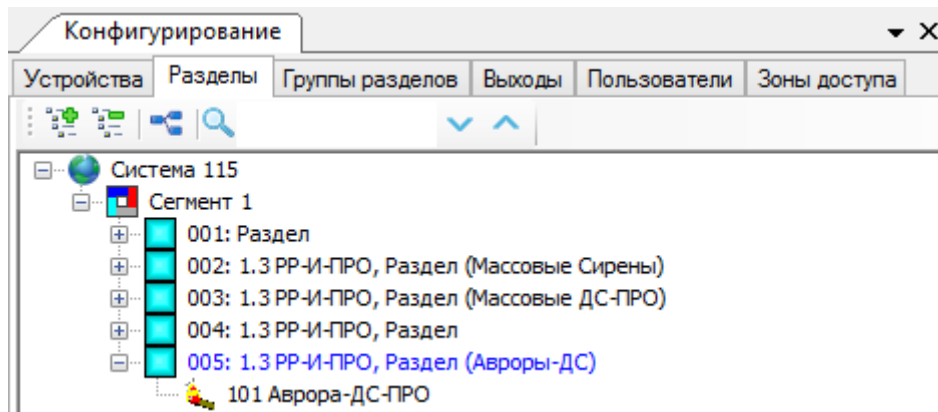 Конфигурирование
Устройства Разделы Группы разделов Выходы Пользователи Зоны доступа
Система 115
Сегмент 1
001: Раздел
002: 1.3 РР-И-ПРО, Раздел (Массовые Сирены)
003: 1.3 РР-И-ПРО, Раздел (Массовые ДС-ПРО)
004: 1.3 РР-И-ПРО, Раздел
005: 1.3 РР-И-ПРО, Раздел (Авроры-ДС)
101 Аврора-ДС-ПРО